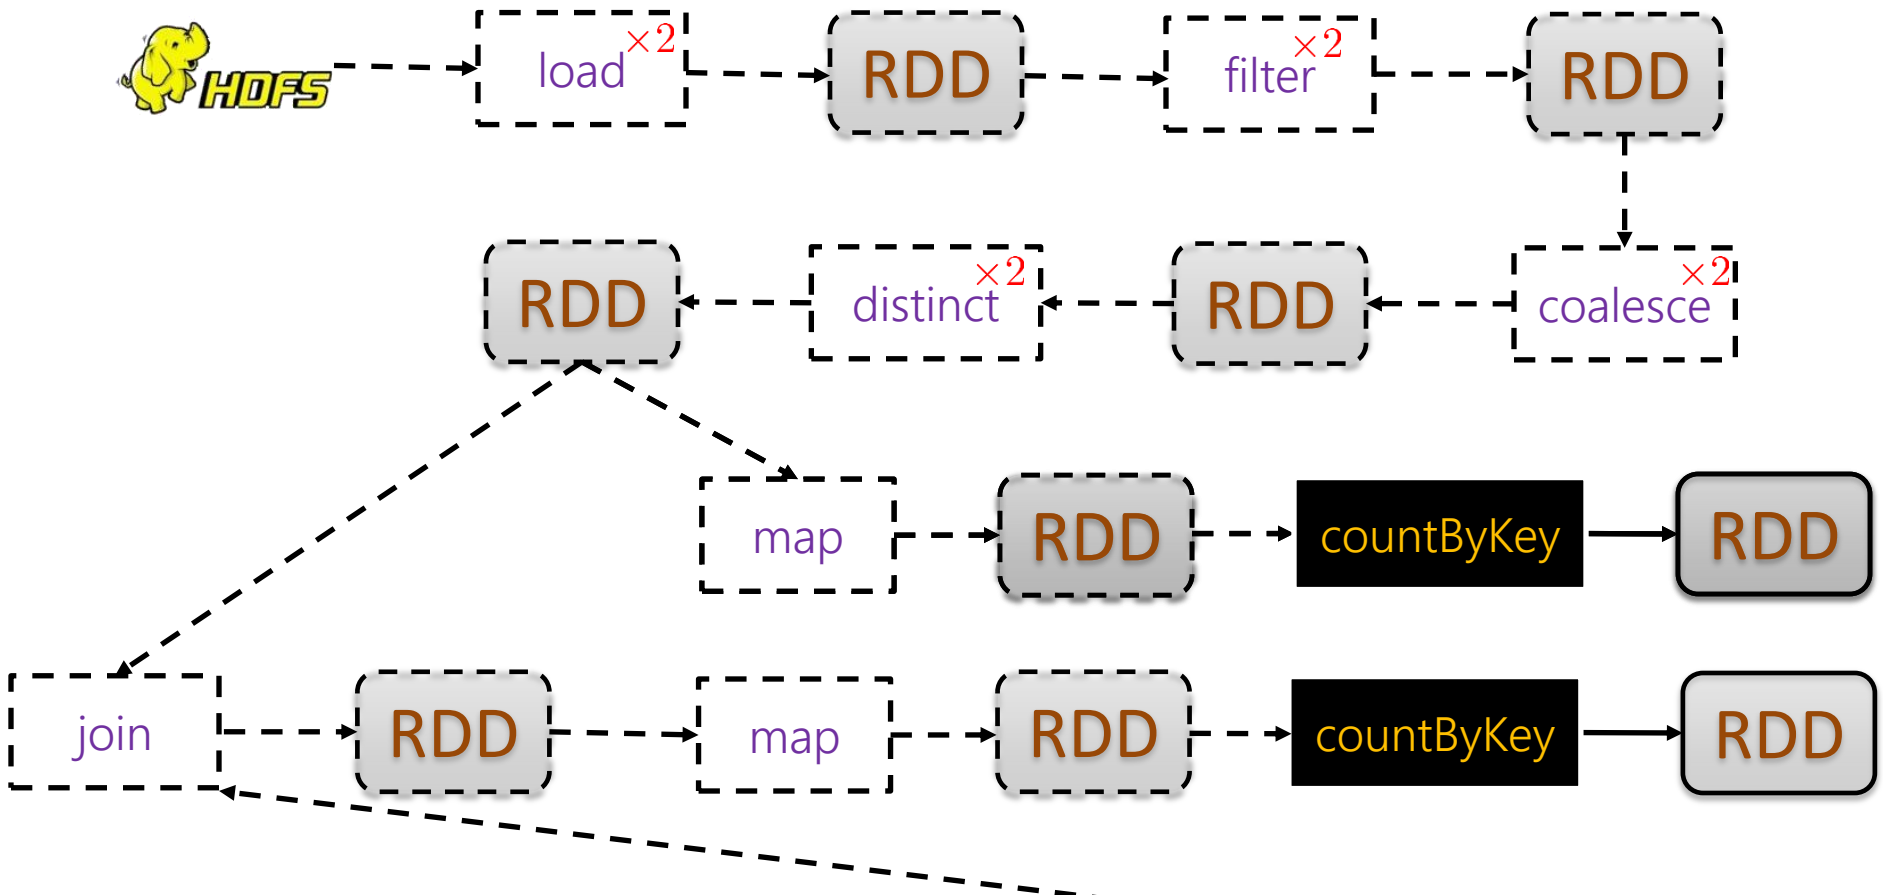 HDFS
load ×2
RDD
filter ×2
RDD
RDD
distinct ×2
RDD
coalesce ×2
map
RDD
countByKey
RDD
join
RDD
map
RDD
countByKey
RDD